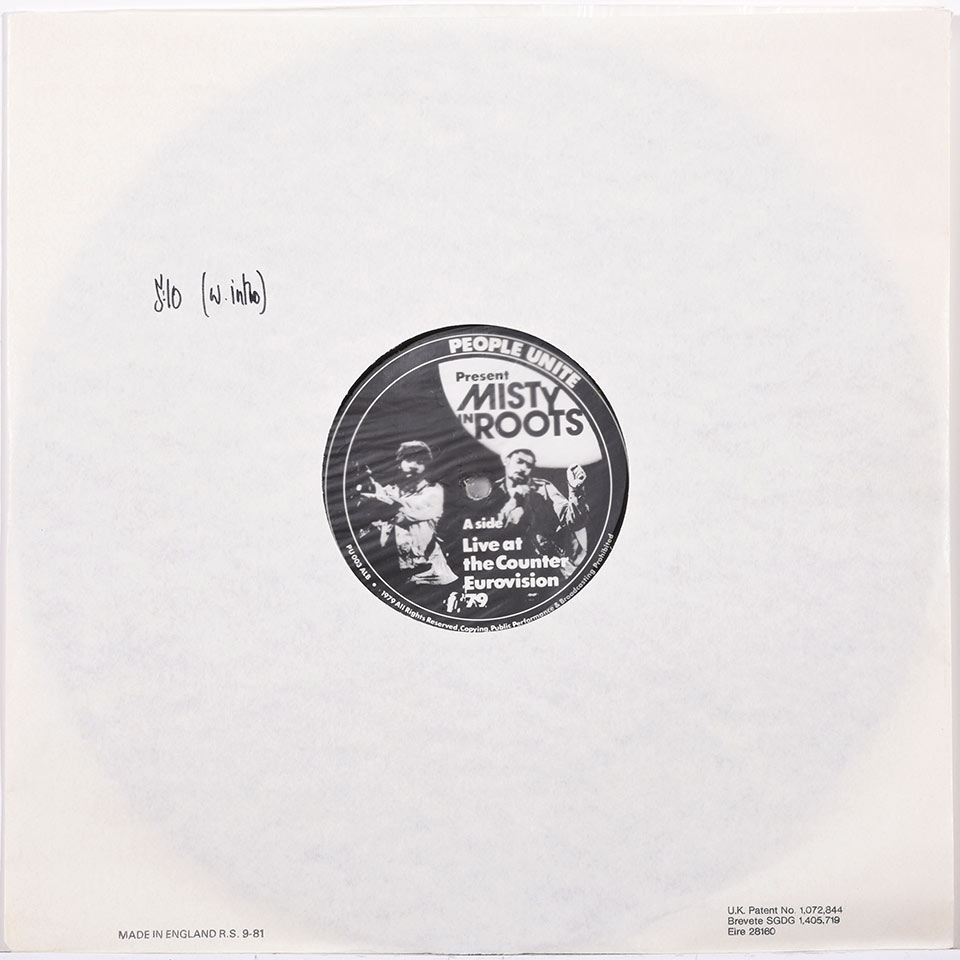 5:10 (w. intro)
PEOPLE UNITE
Present
MISTY
IN ROOTS
A side
Live at
the Counter
Eurovision
'79
PU 003 ALB • 1979 All Rights Reserved. Copying, Public Performance & Broadcasting Prohibited
MADE IN ENGLAND R.S. 9-81
U.K. Patent No. 1,072,844
Brevete SGDG 1,405,719
Eire 28160